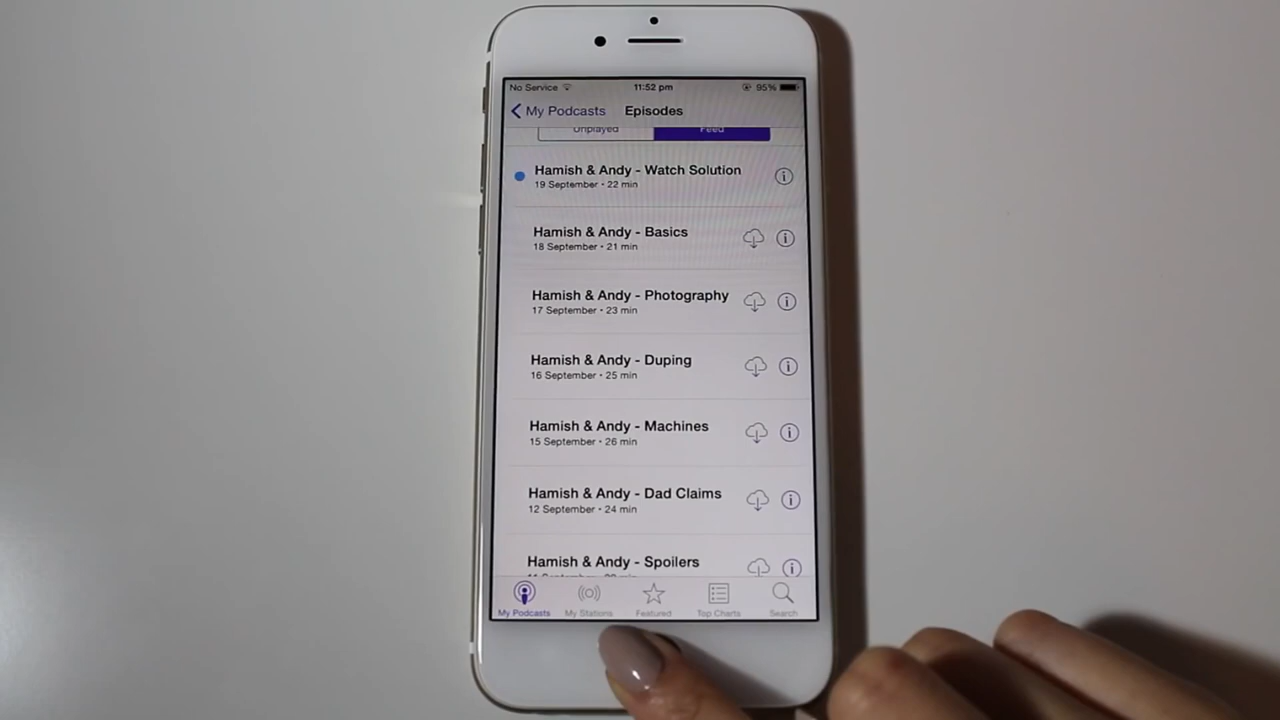 No Service 11:52 pm 95%
My Podcasts Episodes
Unplayed Feed
Hamish & Andy - Watch Solution
19 September • 22 min
Hamish & Andy - Basics
18 September • 21 min
Hamish & Andy - Photography
17 September • 23 min
Hamish & Andy - Duping
16 September • 25 min
Hamish & Andy - Machines
15 September • 26 min
Hamish & Andy - Dad Claims
12 September • 24 min
Hamish & Andy - Spoilers
My Podcasts My Stations Featured Top Charts Search